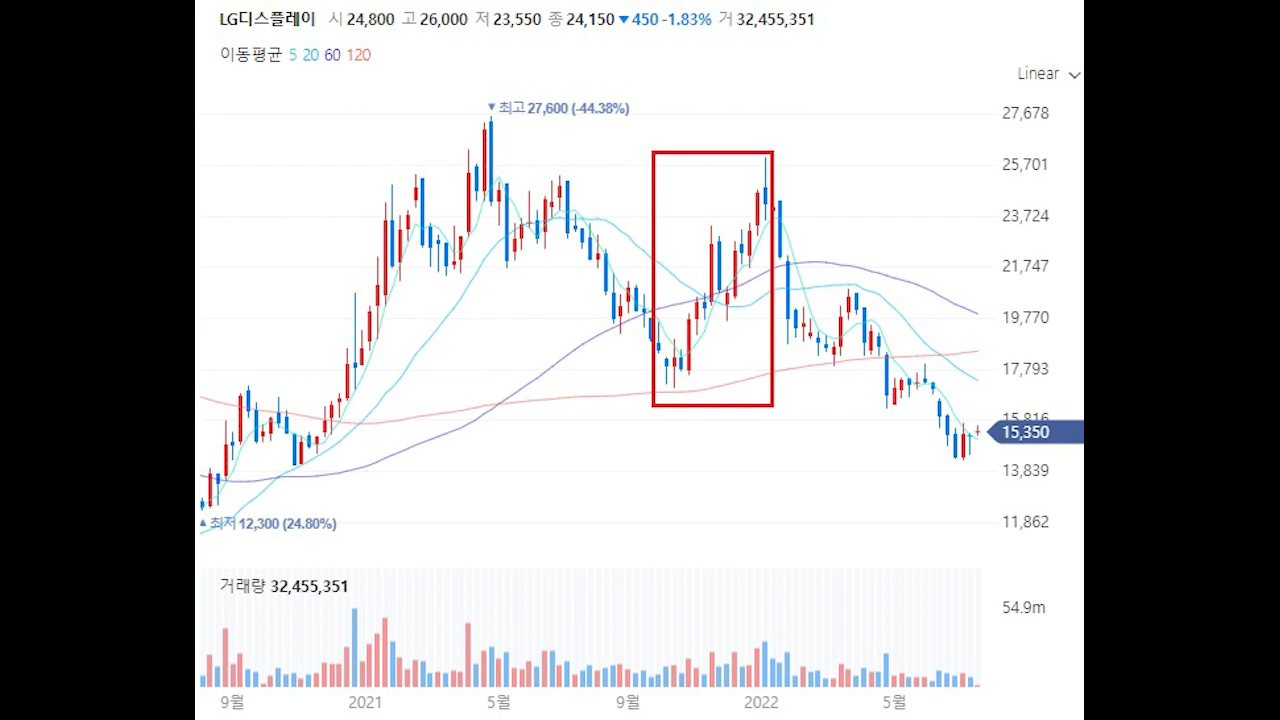 LG디스플레이 시 24,800 고 26,000 저 23,550 종 24,150 ▼ 450 -1.83% 거 32,455,351
이동평균 5 20 60 120
Linear
▼ 최고 27,600 (-44.38%)
27,678
25,701
23,724
21,747
19,770
17,793
15,816
15,350
13,839
▲ 최저 12,300 (24.80%)
11,862
거래량 32,455,351
54.9m
9월 2021 5월 9월 2022 5월